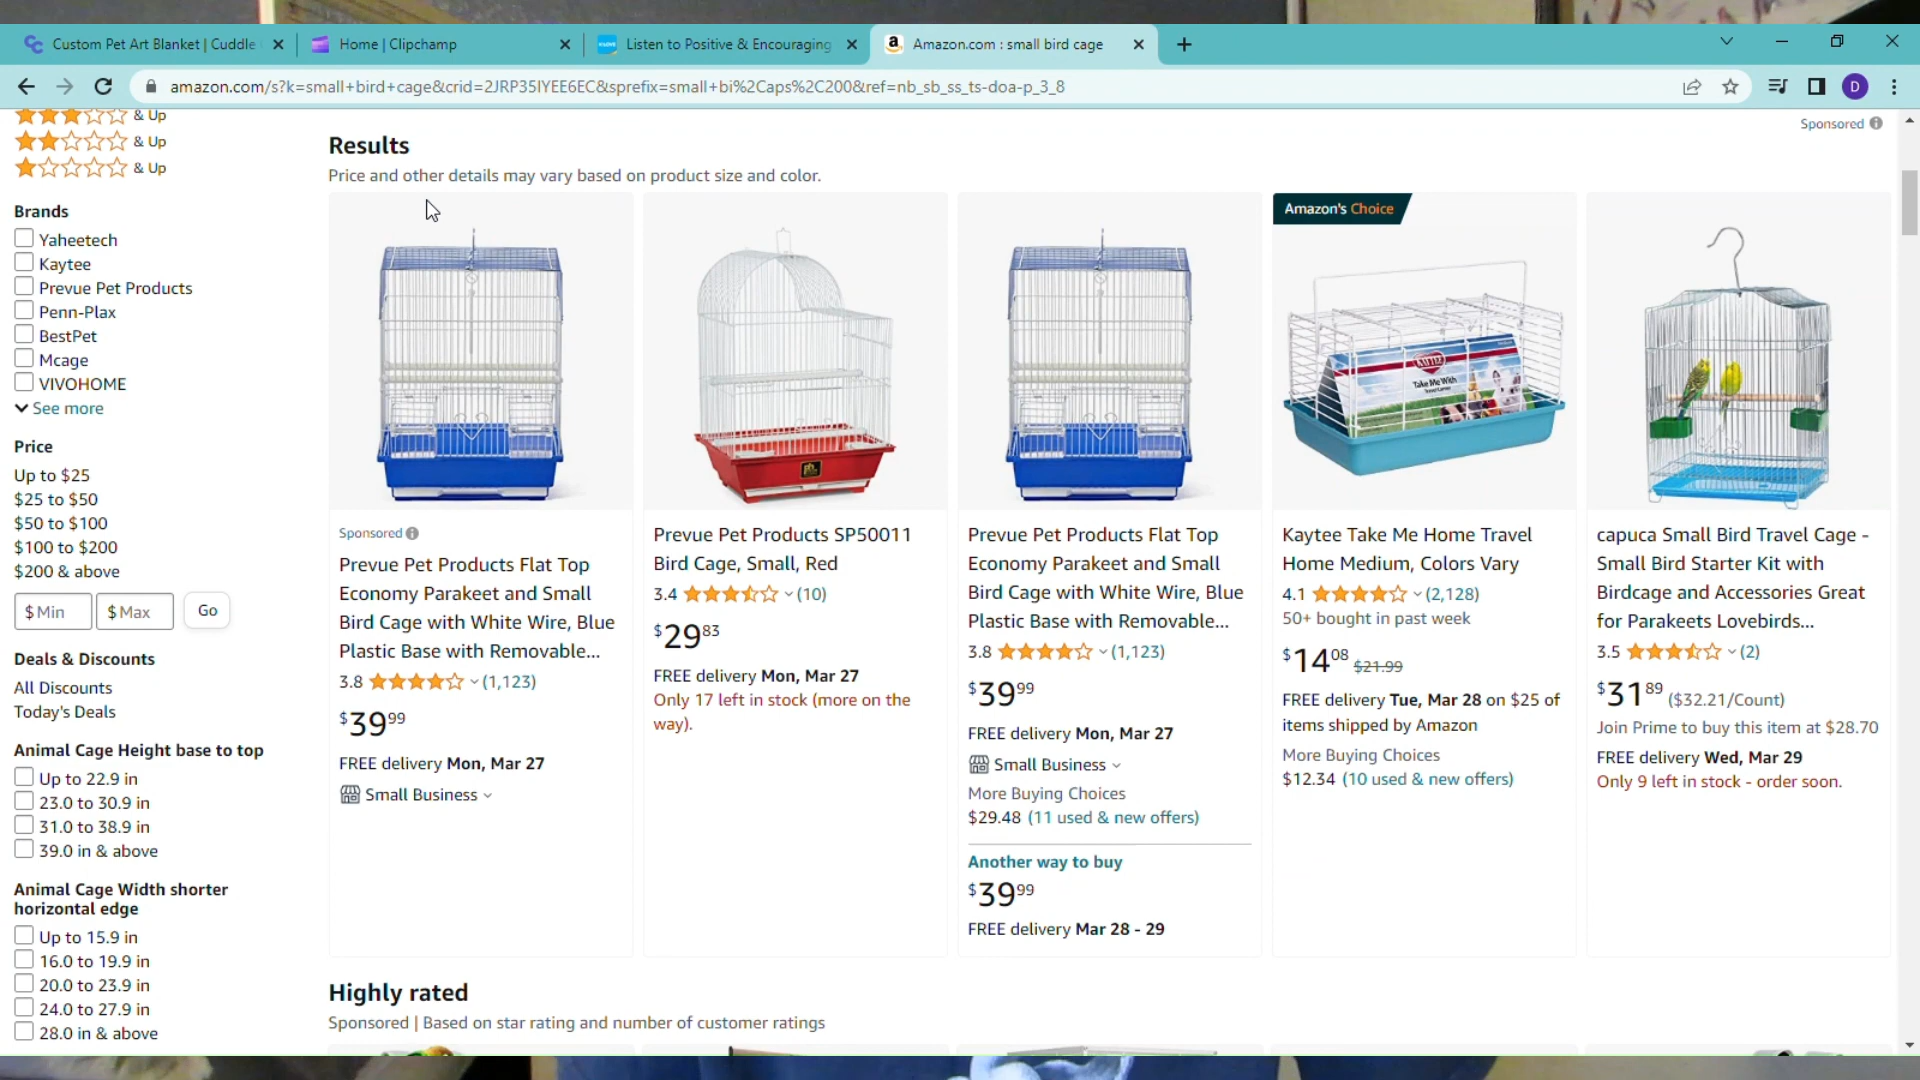 Custom Pet Art Blanket | Cuddle
Home | Clipchamp
Listen to Positive & Encouraging
Amazon.com : small bird cage
amazon.com/s?k=small+bird+cage&crid=2JRP35IYEE6EC&sprefix=small+bi%2Caps%2C200&ref=nb_sb_ss_ts-doa-p_3_8
D
& Up
& Up
& Up
Brands
Yaheetech
Kaytee
Prevue Pet Products
Penn-Plax
BestPet
Mcage
VIVOHOME
See more
Price
Up to $25
$25 to $50
$50 to $100
$100 to $200
$200 & above
$ Min
$ Max
Go
Deals & Discounts
All Discounts
Today's Deals
Animal Cage Height base to top
Up to 22.9 in
23.0 to 30.9 in
31.0 to 38.9 in
39.0 in & above
Animal Cage Width shorter
horizontal edge
Up to 15.9 in
16.0 to 19.9 in
20.0 to 23.9 in
24.0 to 27.9 in
28.0 in & above
Sponsored
Results
Price and other details may vary based on product size and color.
Sponsored
Prevue Pet Products Flat Top
Economy Parakeet and Small
Bird Cage with White Wire, Blue
Plastic Base with Removable...
3.8 (1,123)
$39 99
FREE delivery Mon, Mar 27
Small Business
Prevue Pet Products SP50011
Bird Cage, Small, Red
3.4 (10)
$29 83
FREE delivery Mon, Mar 27
Only 17 left in stock (more on the
way).
Prevue Pet Products Flat Top
Economy Parakeet and Small
Bird Cage with White Wire, Blue
Plastic Base with Removable...
3.8 (1,123)
$39 99
FREE delivery Mon, Mar 27
Small Business
More Buying Choices
$29.48 (11 used & new offers)
Another way to buy
$39 99
FREE delivery Mar 28 - 29
Amazon's Choice
KAYTEE
Take Me With
Kaytee Take Me Home Travel
Home Medium, Colors Vary
4.1 (2,128)
50+ bought in past week
$14 08 $21.99
FREE delivery Tue, Mar 28 on $25 of
items shipped by Amazon
More Buying Choices
$12.34 (10 used & new offers)
capuca Small Bird Travel Cage -
Small Bird Starter Kit with
Birdcage and Accessories Great
for Parakeets Lovebirds...
3.5 (2)
$31 89 ($32.21/Count)
Join Prime to buy this item at $28.70
FREE delivery Wed, Mar 29
Only 9 left in stock - order soon.
Highly rated
Sponsored | Based on star rating and number of customer ratings